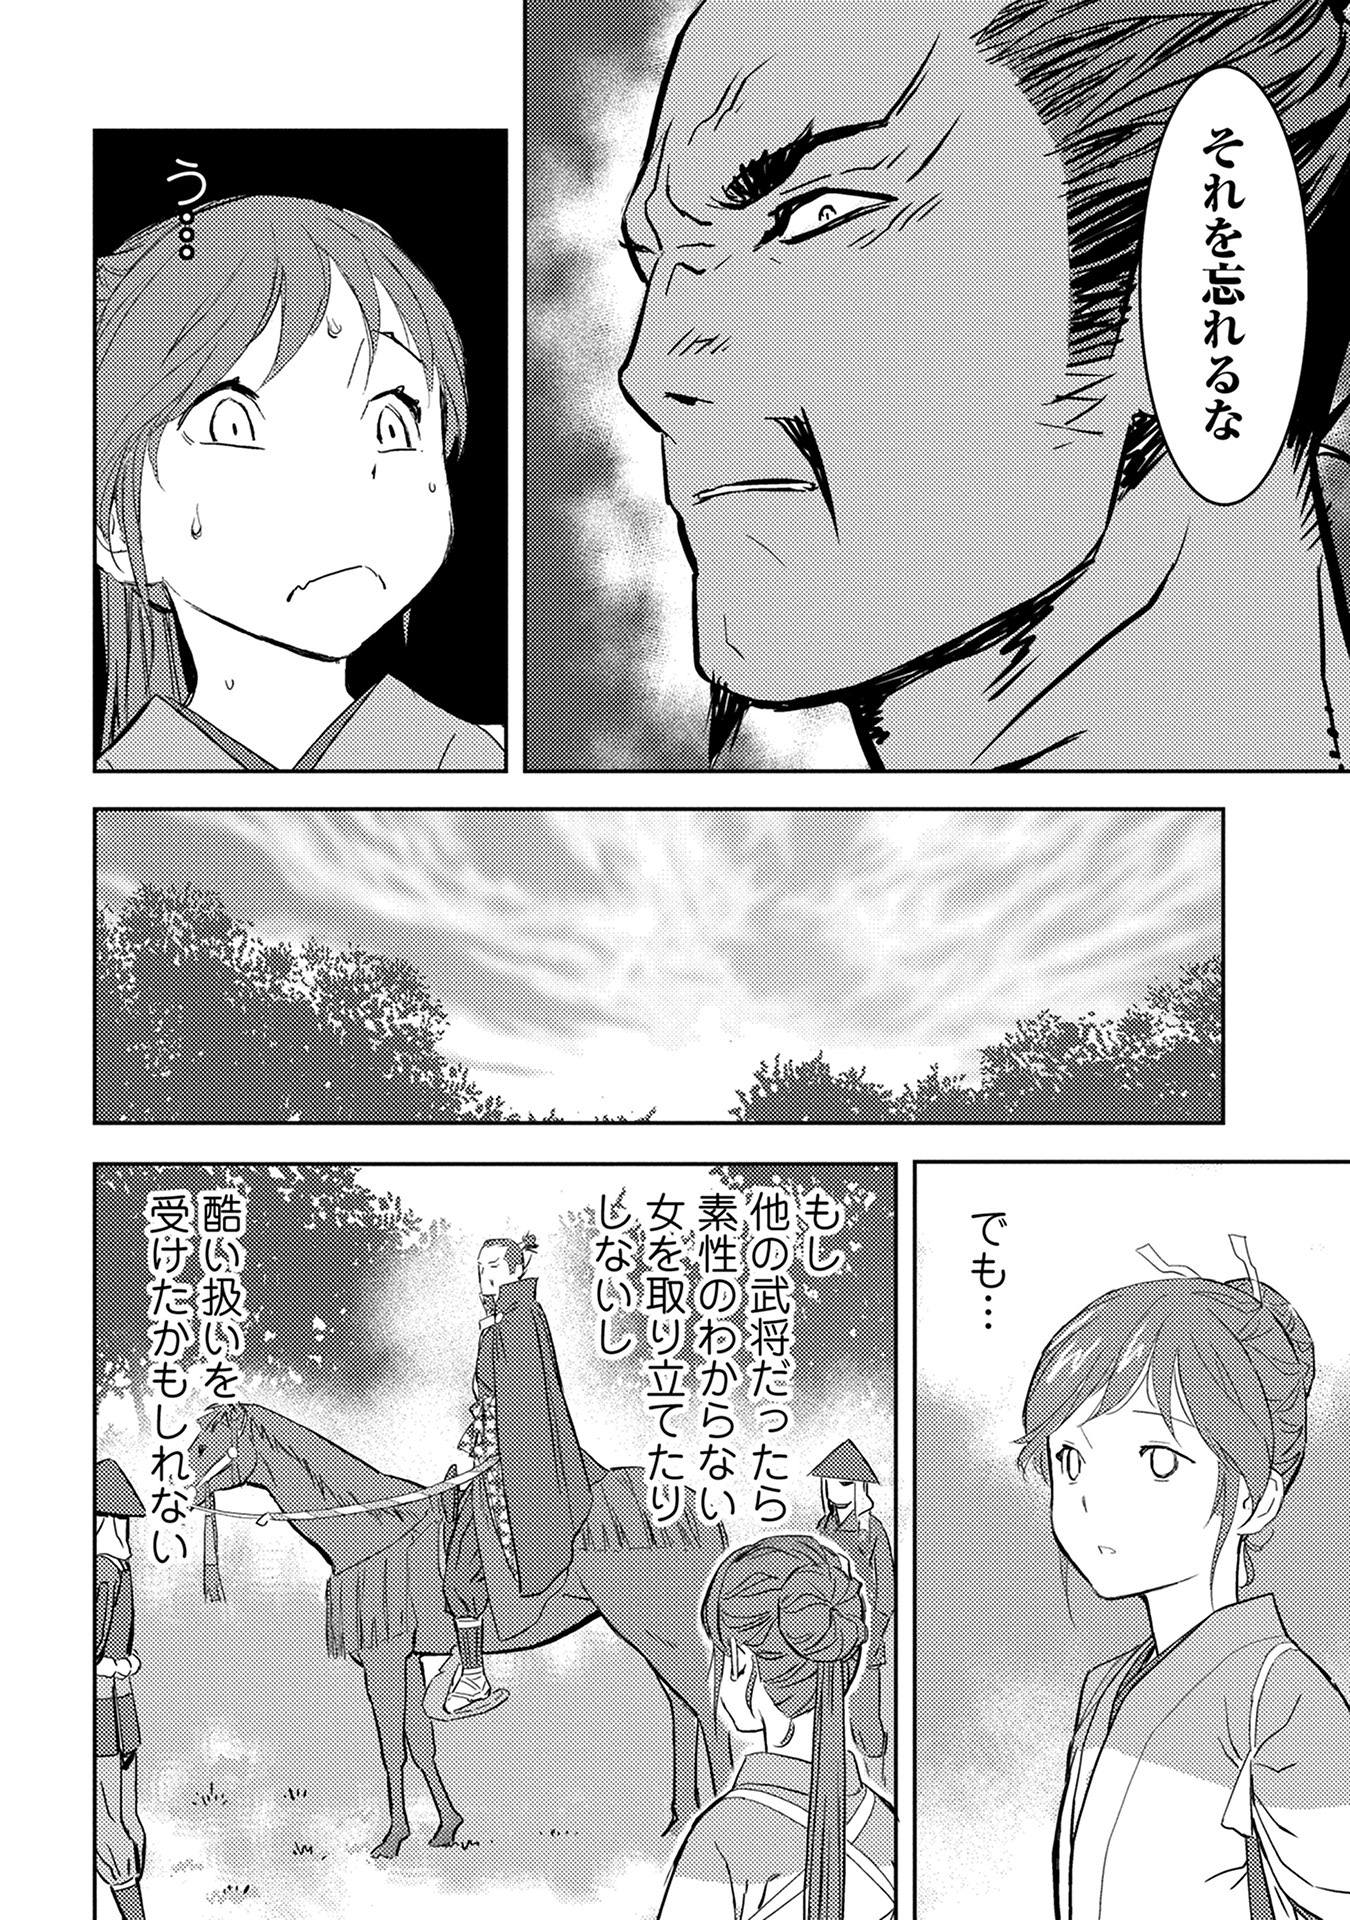 それを忘れるな
う…
でも…
もし
他の武将だったら
素性のわからない
女を取り立てたり
しないし
酷い扱いを
受けたかもしれない